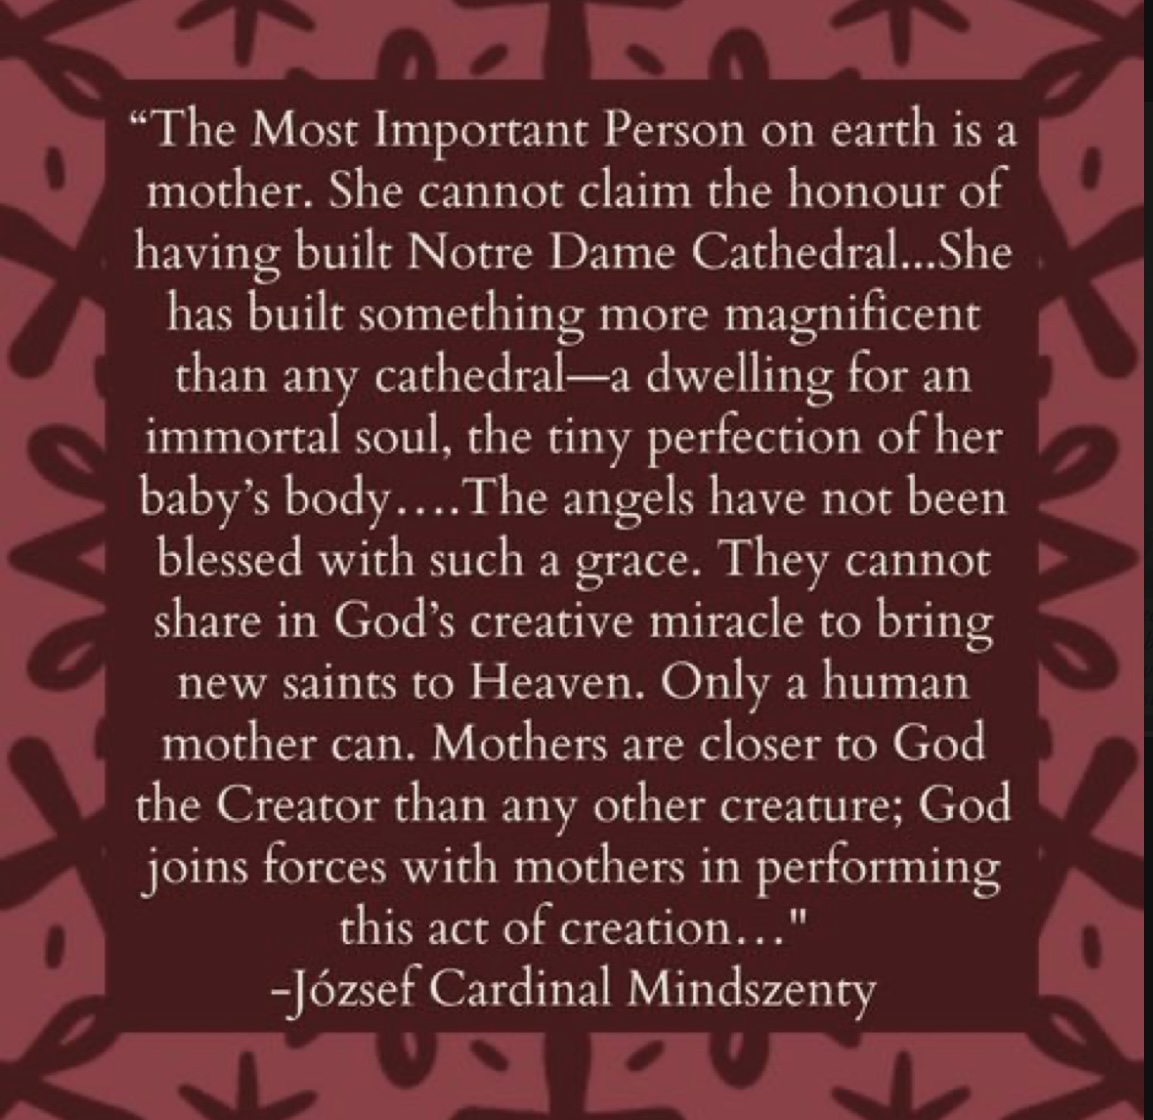 “The Most Important Person on earth is a
mother. She cannot claim the honour of
having built Notre Dame Cathedral...She
has built something more magnificent
than any cathedral—a dwelling for an
immortal soul, the tiny perfection of her
baby’s body....The angels have not been
blessed with such a grace. They cannot
share in God’s creative miracle to bring
new saints to Heaven. Only a human
mother can. Mothers are closer to God
the Creator than any other creature; God
joins forces with mothers in performing
this act of creation..."
-József Cardinal Mindszenty